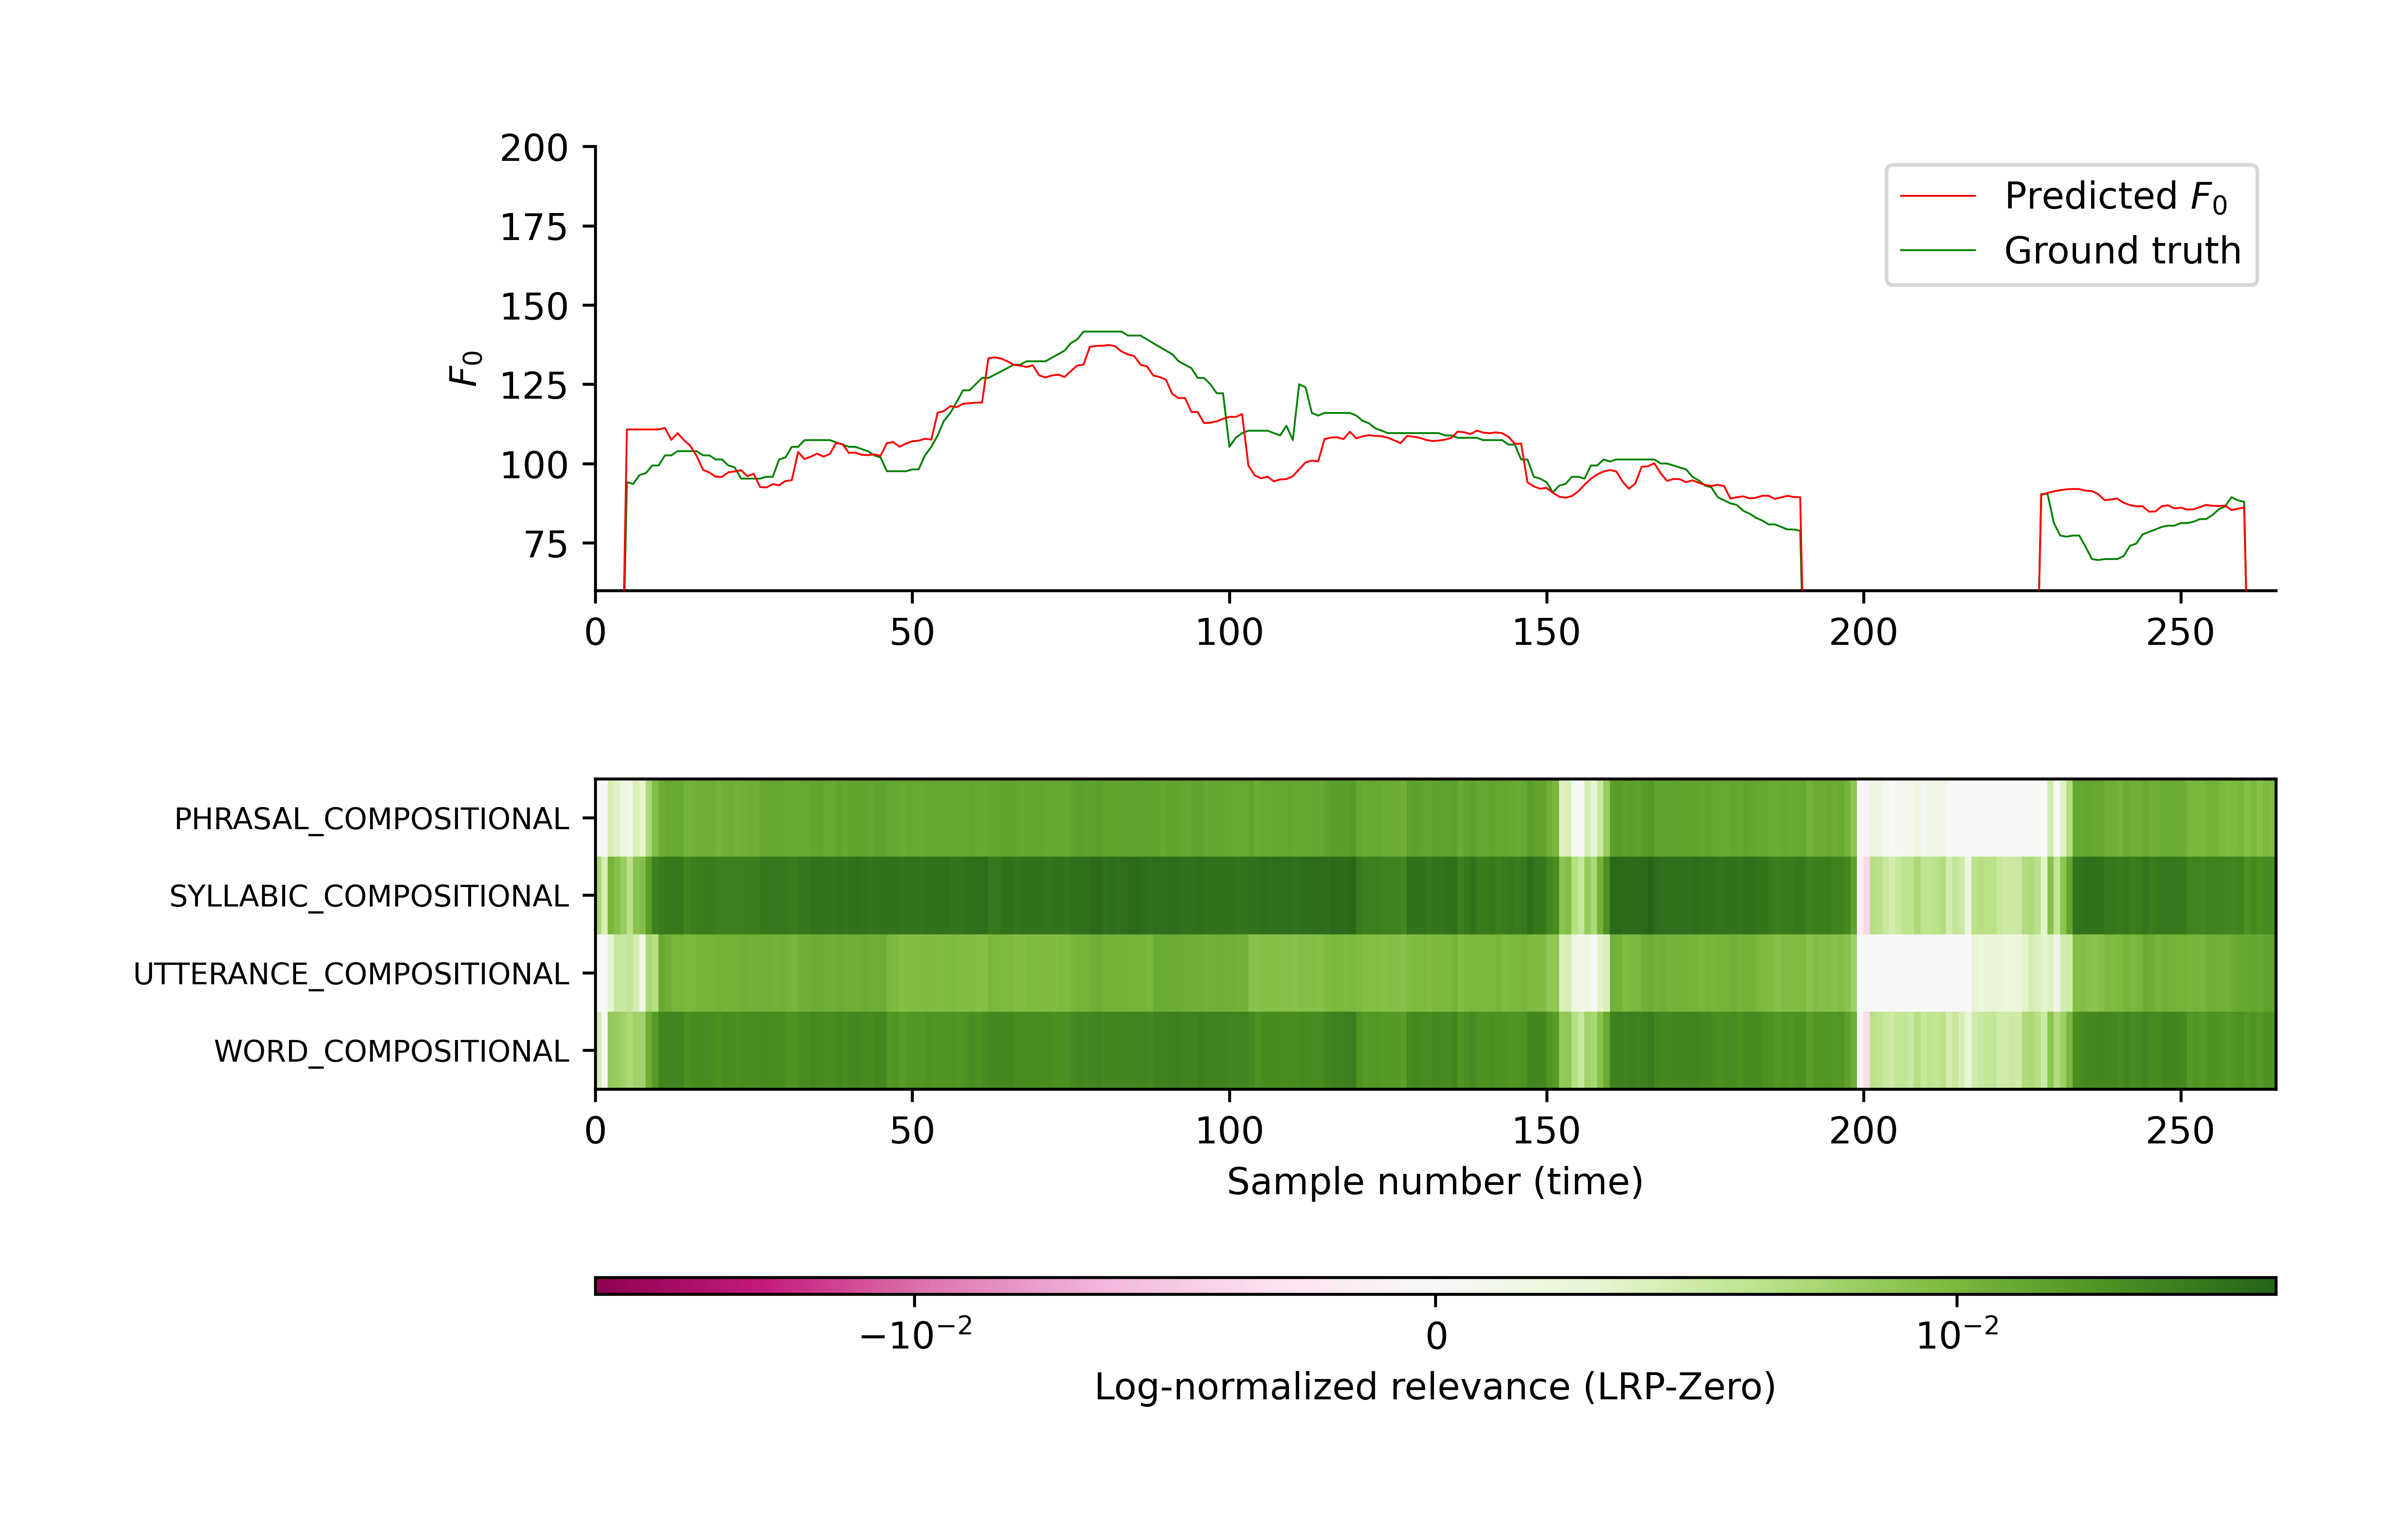 200
175
150
125
100
75
F₀
Predicted F₀
Ground truth
0 50 100 150 200 250
PHRASAL_COMPOSITIONAL
SYLLABIC_COMPOSITIONAL
UTTERANCE_COMPOSITIONAL
WORD_COMPOSITIONAL
0 50 100 150 200 250
Sample number (time)
−10⁻² 0 10⁻²
Log-normalized relevance (LRP-Zero)